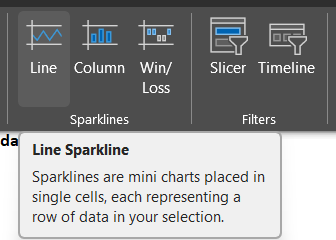 Line Column Win/ Loss Slicer Timeline
Sparklines Filters
da
Line Sparkline
Sparklines are mini charts placed in
single cells, each representing a
row of data in your selection.